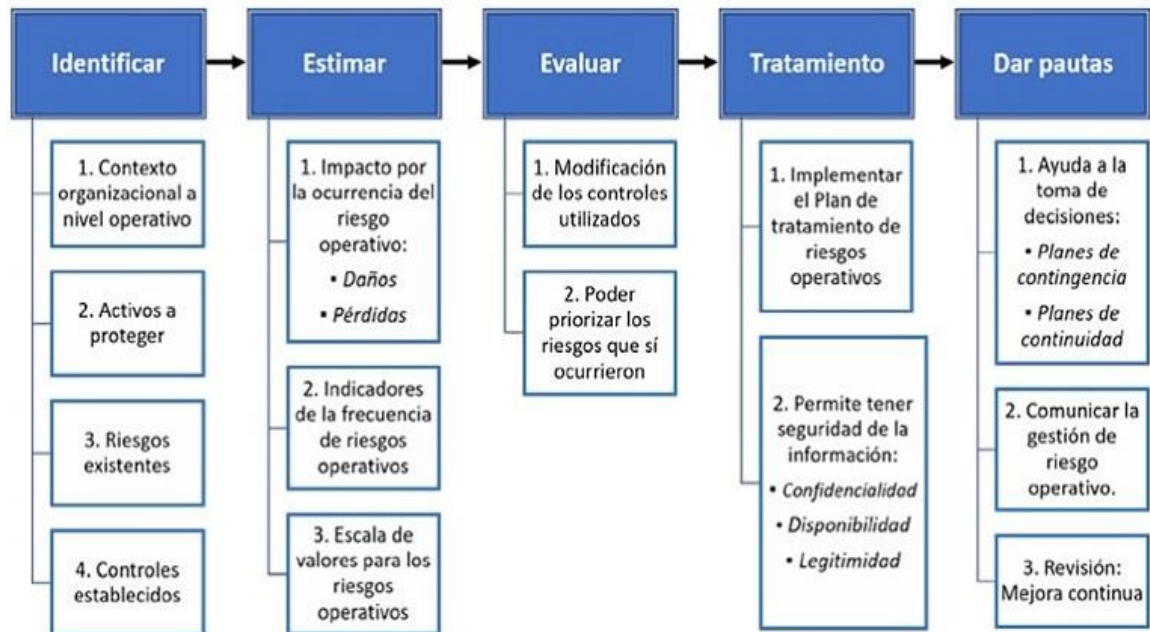 Identificar
1. Contexto
organizacional a
nivel operativo
2. Activos a
proteger
3. Riesgos
existentes
4. Controles
establecidos
Estimar
1. Impacto por
la ocurrencia del
riesgo
operativo:
▪ Daños
▪ Pérdidas
2. Indicadores
de la frecuencia
de riesgos
operativos
3. Escala de
valores para los
riesgos
operativos
Evaluar
1. Modificación
de los controles
utilizados
2. Poder
priorizar los
riesgos que sí
ocurrieron
Tratamiento
1. Implementar
el Plan de
tratamiento de
riesgos
operativos
2. Permite tener
seguridad de la
información:
▪ Confidencialidad
▪ Disponibilidad
▪ Legitimidad
Dar pautas
1. Ayuda a la
toma de
decisiones:
▪ Planes de
contingencia
▪ Planes de
continuidad
2. Comunicar la
gestión de
riesgo
operativo.
3. Revisión:
Mejora continua